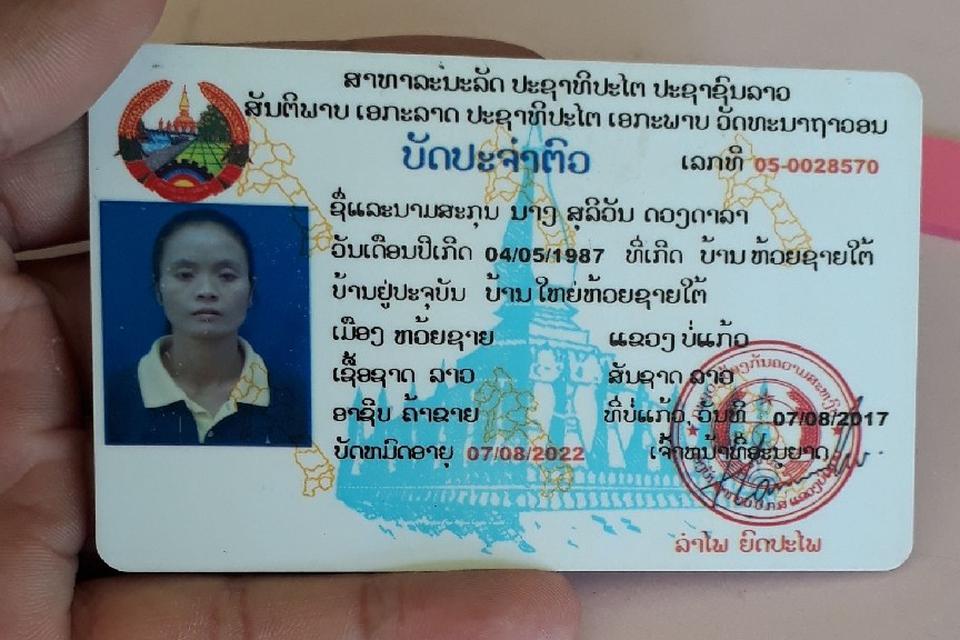 ສາທາລະນະລັດ ປະຊາທິປະໄຕ ປະຊາຊົນລາວ
ສັນຕິພາບ ເອກະລາດ ປະຊາທິປະໄຕ ເອກະພາບ ວັດທະນາຖາວອນ
ບັດປະຈຳຕົວ ເລກທີ 05-0028570
ຊື່ແລະນາມສະກຸນ ນາງ ສຸລິວັນ ດວງດາລາ
ວັນເດືອນປີເກີດ 04/05/1987 ທີ່ເກີດ ບ້ານ ຫ້ວຍຊາຍໃຕ້
ບ້ານຢູ່ປະຈຸບັນ ບ້ານ ໃຫຍ່ຫ້ວຍຊາຍໃຕ້
ເມືອງ ຫ້ວຍຊາຍ ແຂວງ ບໍ່ແກ້ວ
ເຊື້ອຊາດ ລາວ ສັນຊາດ ລາວ
ອາຊີບ ຄ້າຂາຍ ທີ່ບໍ່ແກ້ວ, ວັນທີ 07/08/2017
ບັດຫມົດອາຍຸ 07/08/2022 ເຈົ້າຫນ້າທີ່ອະນຸຍາດ
ລຳໄພ ຍົດປະໄພ